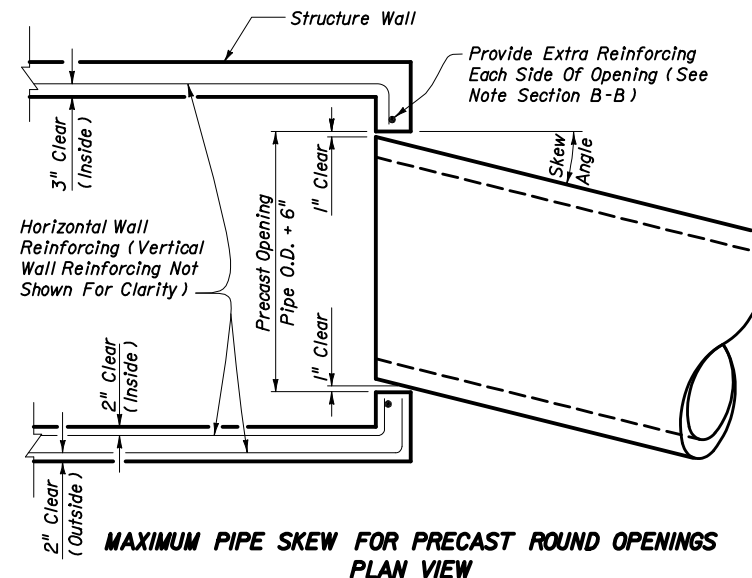 Structure Wall
Provide Extra Reinforcing
Each Side Of Opening (See
Note Section B-B)
3" Clear
(Inside)
1" Clear
Skew
Angle
Precast Opening
Pipe O.D. + 6"
Horizontal Wall
Reinforcing (Vertical
Wall Reinforcing Not
Shown For Clarity)
1" Clear
2" Clear
(Inside)
2" Clear
(Outside)
MAXIMUM PIPE SKEW FOR PRECAST ROUND OPENINGS
PLAN VIEW